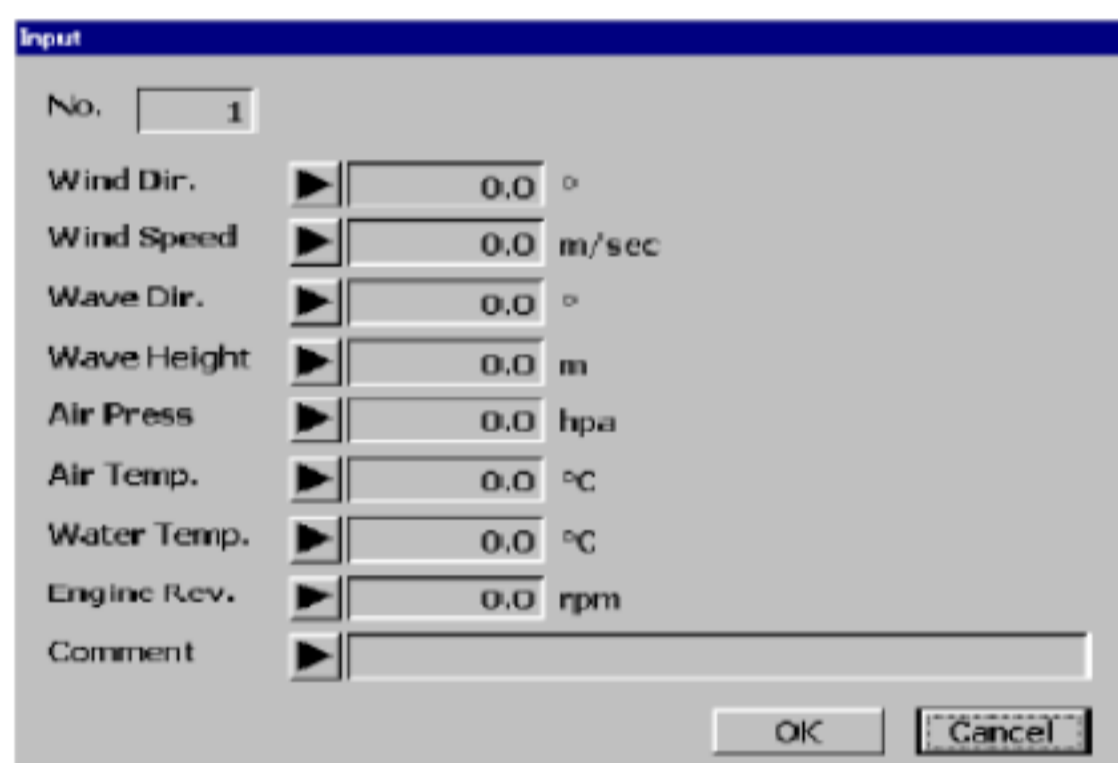 Input
No. 1
Wind Dir. 0.0 °
Wind Speed 0.0 m/sec
Wave Dir. 0.0 °
Wave Height 0.0 m
Air Press 0.0 hpa
Air Temp. 0.0 °C
Water Temp. 0.0 °C
Engine Rev. 0.0 rpm
Comment
OK Cancel